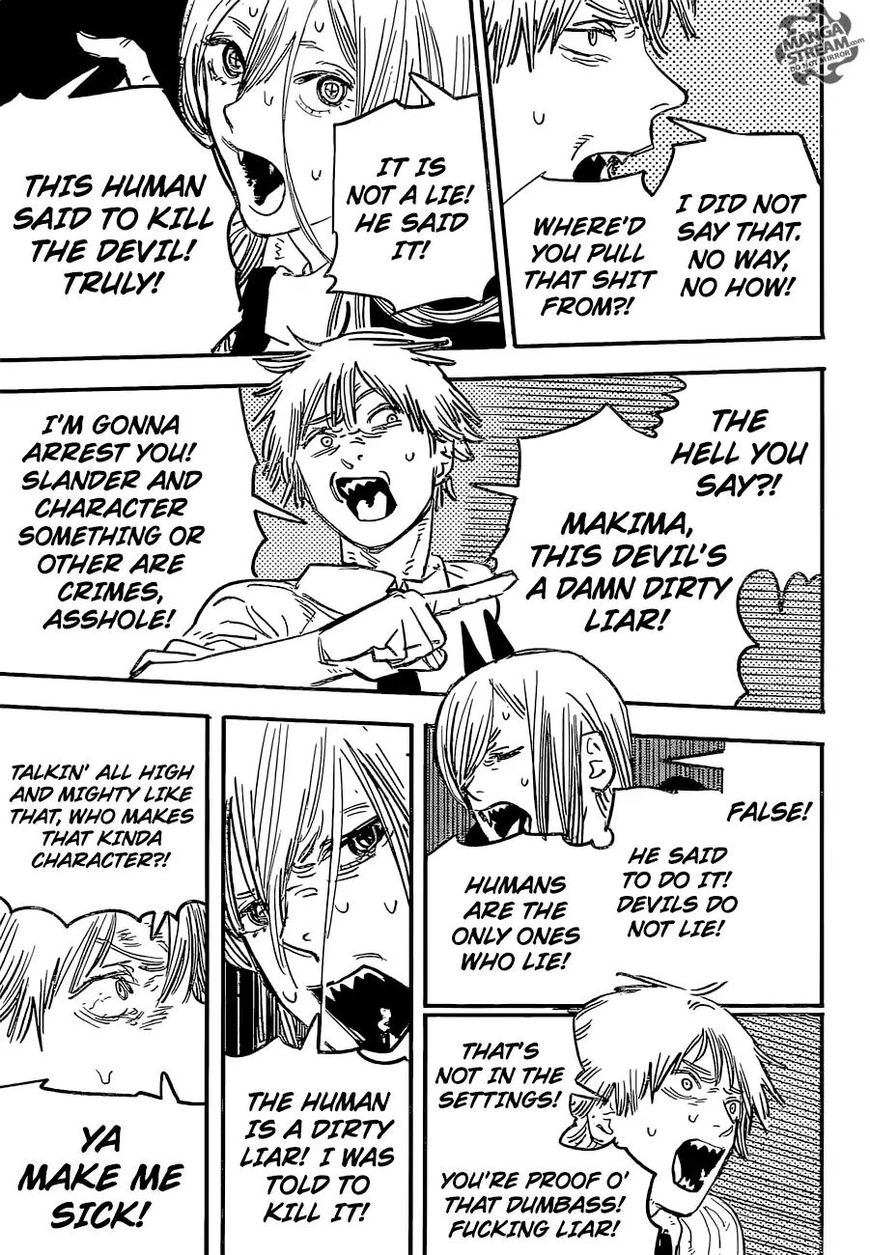 MANGA
STREAM.com
I DID NOT
SAY THAT.
NO WAY,
NO HOW!
WHERE'D
YOU PULL
THAT SHIT
FROM?!
IT IS
NOT A LIE!
HE SAID
IT!
THIS HUMAN
SAID TO KILL
THE DEVIL!
TRULY!
THE
HELL YOU
SAY?!
MAKIMA,
THIS DEVIL'S
A DAMN DIRTY
LIAR!
I'M GONNA
ARREST YOU!
SLANDER AND
CHARACTER
SOMETHING OR
OTHER ARE
CRIMES,
ASSHOLE!
FALSE!
HE SAID
TO DO IT!
DEVILS DO
NOT LIE!
HUMANS
ARE THE
ONLY ONES
WHO LIE!
THAT'S
NOT IN THE
SETTINGS!
YOU'RE PROOF O'
THAT DUMBASS!
FUCKING LIAR!
THE HUMAN
IS A DIRTY
LIAR! I WAS
TOLD TO
KILL IT!
TALKIN' ALL HIGH
AND MIGHTY LIKE
THAT, WHO MAKES
THAT KINDA
CHARACTER?!
YA
MAKE ME
SICK!